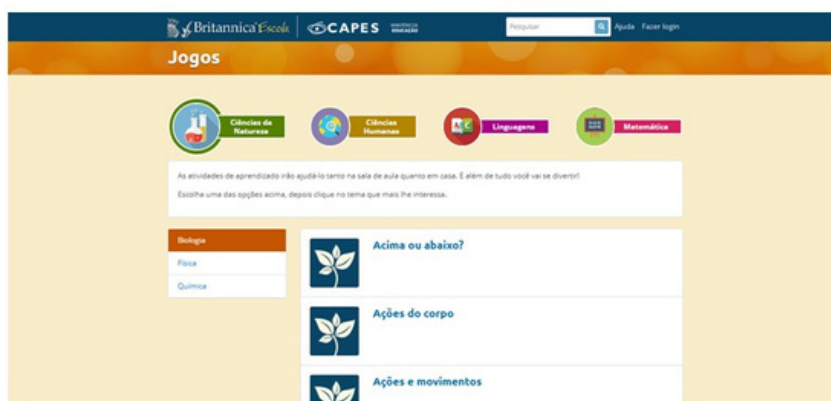 Britannica Escola CAPES MINISTÉRIO DA EDUCAÇÃO Pesquisar Ajuda Fazer login
Jogos
Ciências da Natureza
Ciências Humanas
Linguagens
Matemática
As atividades de aprendizado irão ajudá-lo tanto na sala de aula quanto em casa. E além de tudo você vai se divertir!
Escolha uma das opções acima, depois clique no tema que mais lhe interessa.
Biologia
Física
Química
Acima ou abaixo?
Ações do corpo
Ações e movimentos